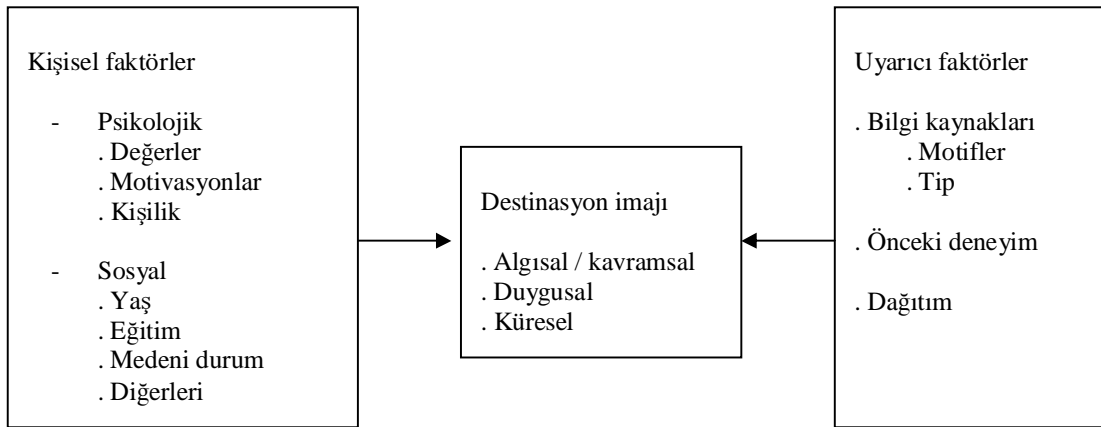 Kişisel faktörler
- Psikolojik
. Değerler
. Motivasyonlar
. Kişilik
- Sosyal
. Yaş
. Eğitim
. Medeni durum
. Diğerleri
Destinasyon imajı
. Algısal / kavramsal
. Duygusal
. Küresel
Uyarıcı faktörler
. Bilgi kaynakları
. Motifler
. Tip
. Önceki deneyim
. Dağıtım